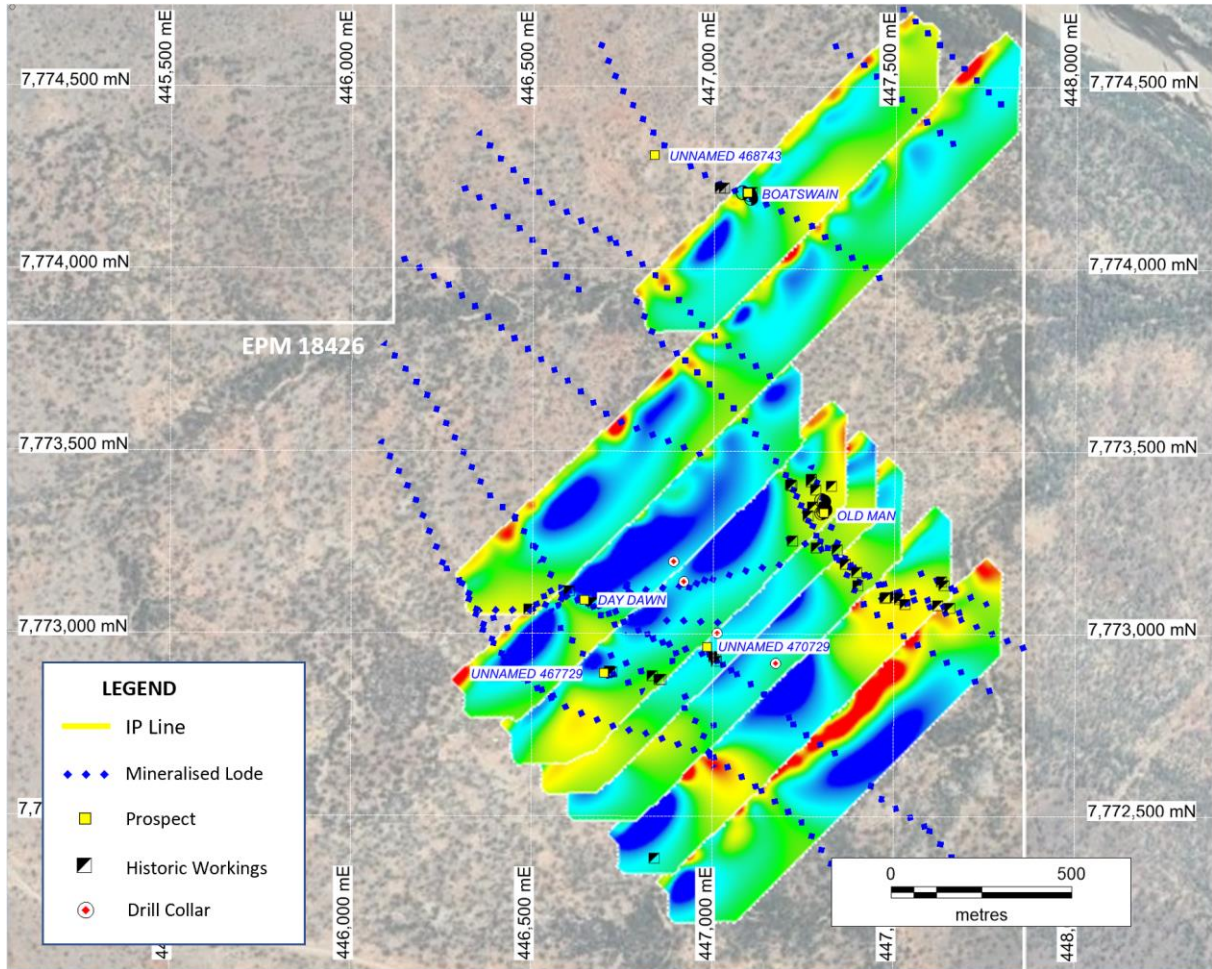 445,500 mE
446,000 mE
446,500 mE
447,000 mE
447,500 mE
448,000 mE
7,774,500 mN
7,774,500 mN
UNNAMED 468743
BOATSWAIN
7,774,000 mN
7,774,000 mN
EPM 18426
7,773,500 mN
7,773,500 mN
OLD MAN
DAY DAWN
7,773,000 mN
7,773,000 mN
UNNAMED 470729
UNNAMED 467729
LEGEND
IP Line
Mineralised Lode
Prospect
Historic Workings
Drill Collar
7,772,500 mN
446,000 mE
446,500 mE
447,000 mE
0
500
metres